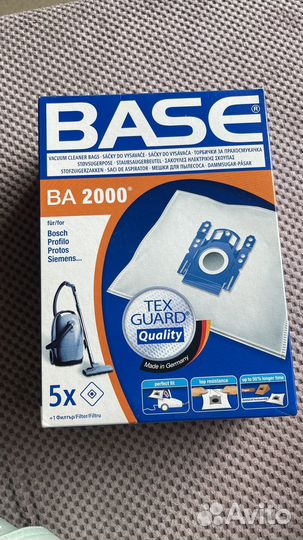 BASE®
VACUUM CLEANER BAGS · SÁČKY DO VYSAVAČE · SÁČKY DO VYSÁVAČA · ТОРБИЧКИ ЗА ПРАХОСМУКАЧКА
STØVSUGERPOSE · STAUBSAUGERBEUTEL · ΣΑΚΟΥΛΕΣ ΗΛΕΚΤΡΙΚΗΣ ΣΚΟΥΠΑΣ
STOFZUIGERZAKKEN · SACI DE ASPIRATOR · МЕШКИ ДЛЯ ПЫЛЕСОСА · DAMMSUGAR-PÅSAR
BA 2000®
für/for
Bosch
Profilo
Protos
Siemens...
TEX
GUARD®
Quality
Made in Germany
5x
+1 Филтър/Filter/Filtru
perfect fit
top resistance
up to 50% longer time
Avito